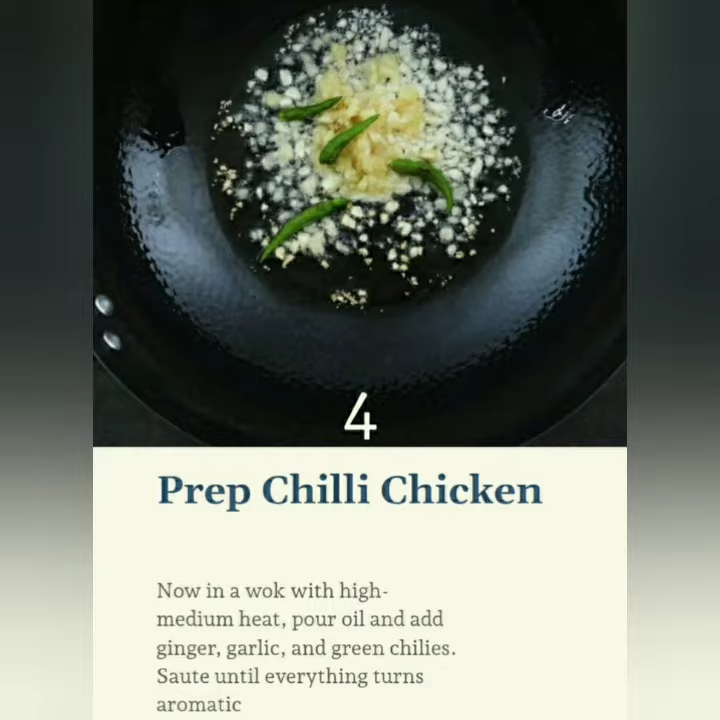 4
Prep Chilli Chicken
Now in a wok with high-
medium heat, pour oil and add
ginger, garlic, and green chilies.
Saute until everything turns
aromatic